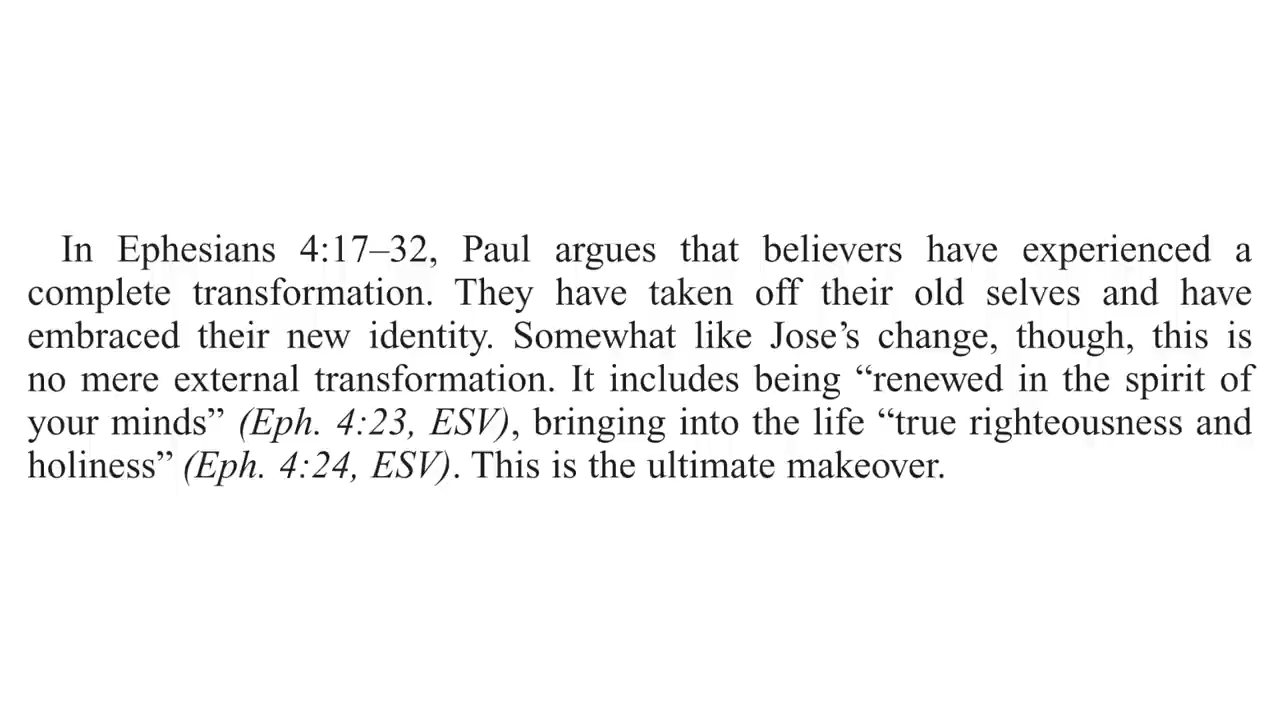 In Ephesians 4:17–32, Paul argues that believers have experienced a
complete transformation. They have taken off their old selves and have
embraced their new identity. Somewhat like Jose’s change, though, this is
no mere external transformation. It includes being “renewed in the spirit of
your minds” (Eph. 4:23, ESV), bringing into the life “true righteousness and
holiness” (Eph. 4:24, ESV). This is the ultimate makeover.